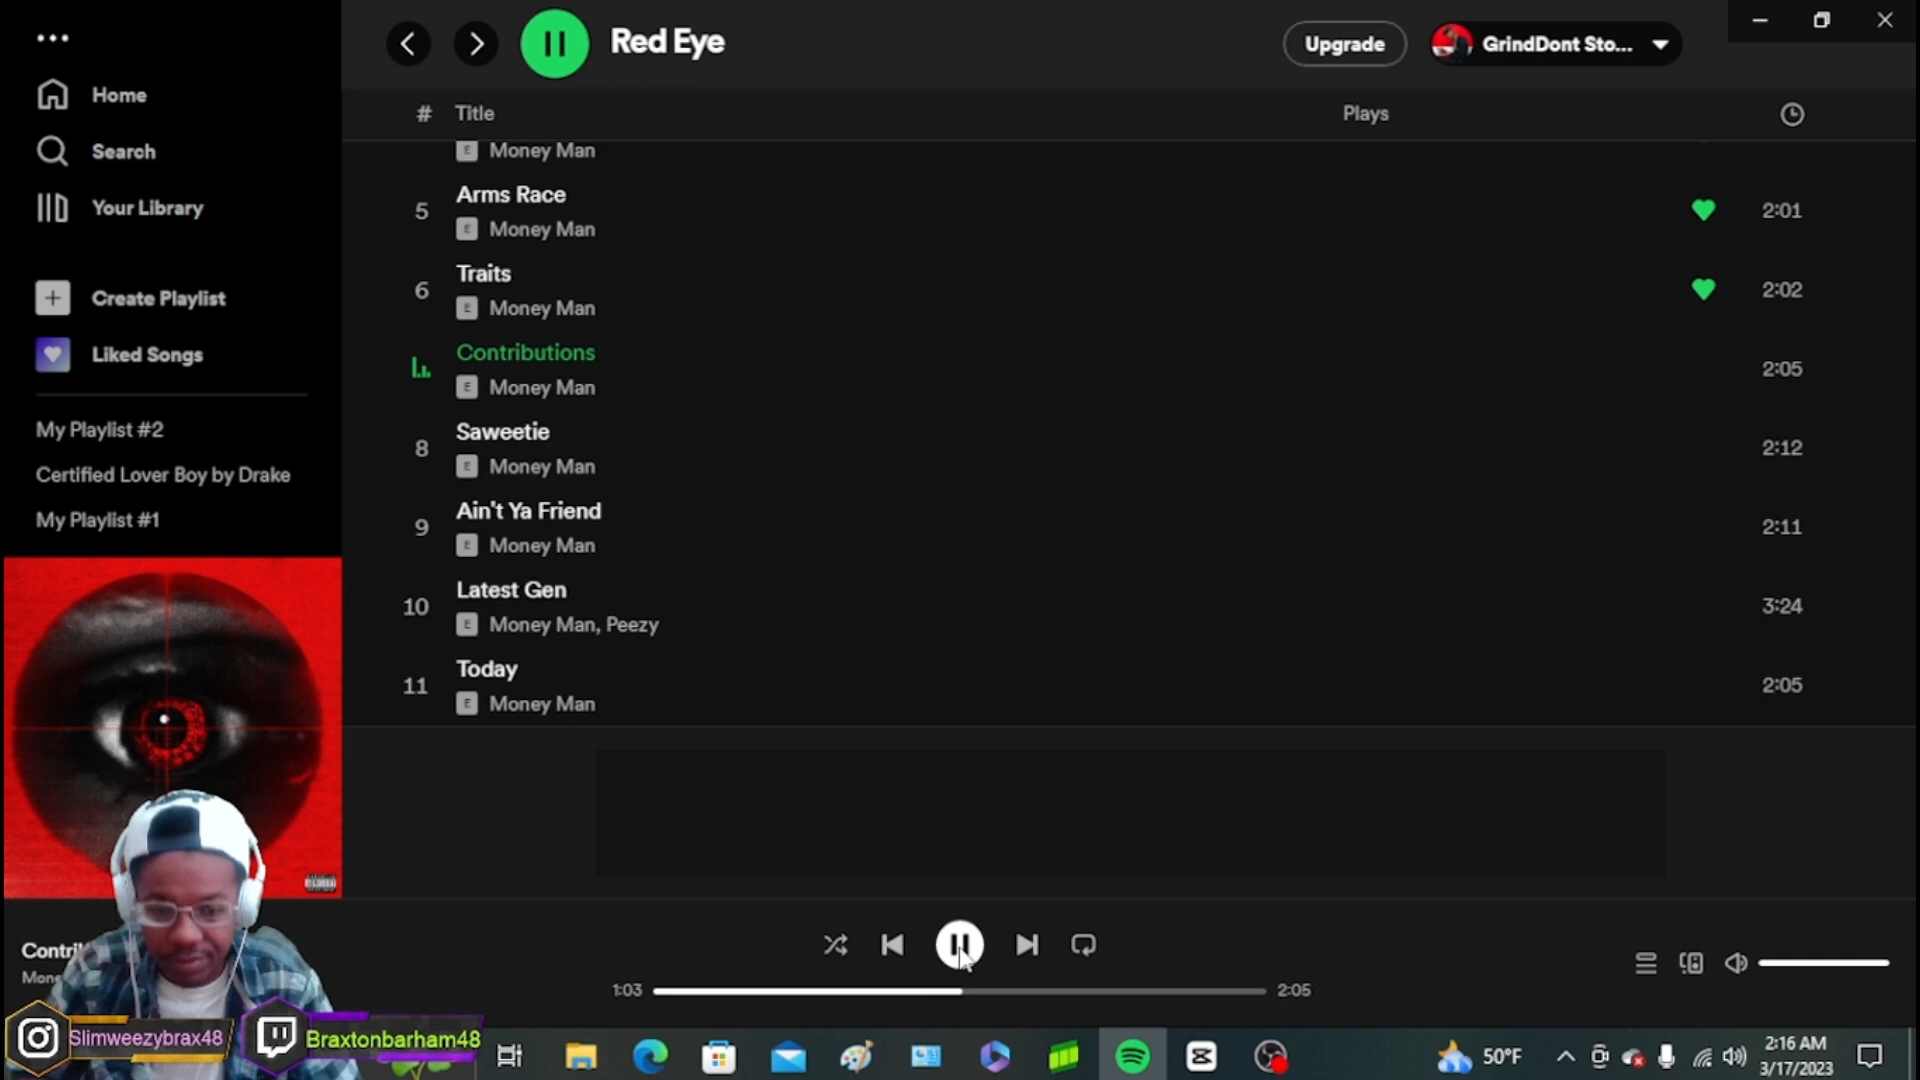 Red Eye
Upgrade
GrindDont Sto...
Home
Search
Your Library
Create Playlist
Liked Songs
My Playlist #2
Certified Lover Boy by Drake
My Playlist #1
# Title Plays
E Money Man
5 Arms Race 2:01
E Money Man
6 Traits 2:02
E Money Man
Contributions 2:05
E Money Man
8 Saweetie 2:12
E Money Man
9 Ain't Ya Friend 2:11
E Money Man
10 Latest Gen 3:24
E Money Man, Peezy
11 Today 2:05
E Money Man
1:03 2:05
Slimweezybrax48
Braxtonbarham48
50°F
2:16 AM
3/17/2023